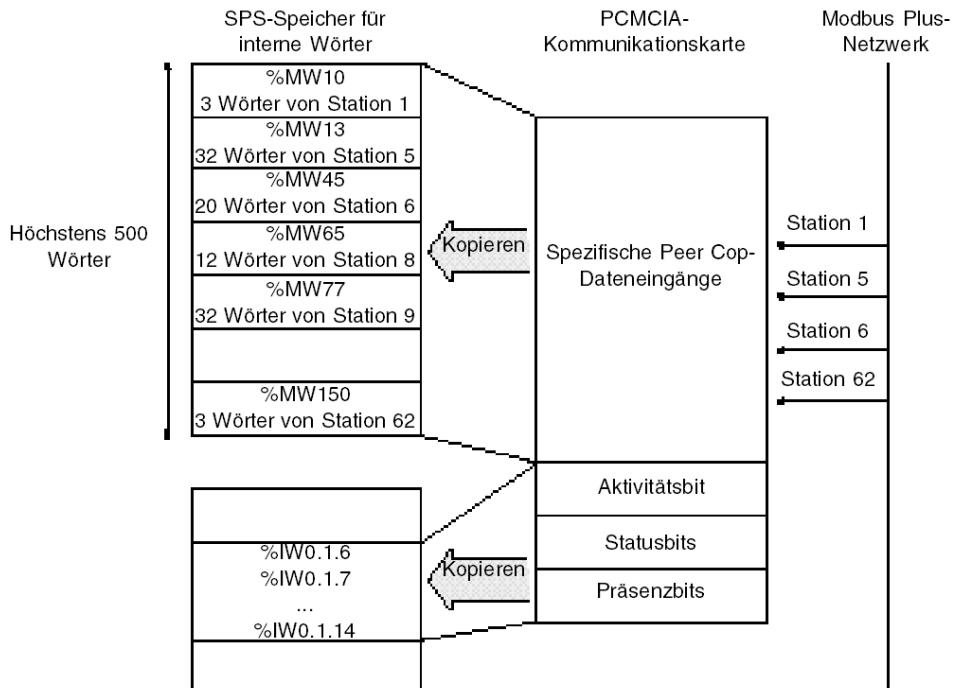 SPS-Speicher für
interne Wörter
PCMCIA-
Kommunikationskarte
Modbus Plus-
Netzwerk
%MW10
3 Wörter von Station 1
%MW13
32 Wörter von Station 5
%MW45
20 Wörter von Station 6
%MW65
12 Wörter von Station 8
%MW77
32 Wörter von Station 9
%MW150
3 Wörter von Station 62
Höchstens 500
Wörter
Kopieren
Spezifische Peer Cop-
Dateneingänge
Station 1
Station 5
Station 6
Station 62
Aktivitätsbit
Statusbits
Präsenzbits
Kopieren
%IW0.1.6
%IW0.1.7
...
%IW0.1.14